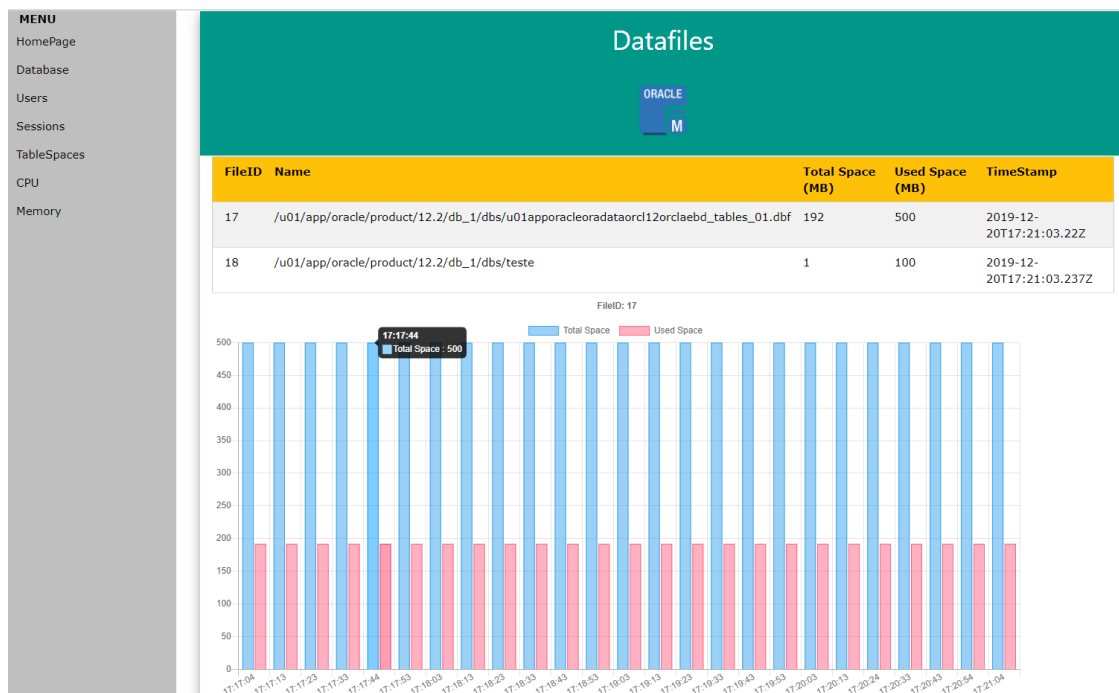 MENU
HomePage
Database
Users
Sessions
TableSpaces
CPU
Memory
Datafiles
ORACLE
M
FileID Name Total Space (MB) Used Space (MB) TimeStamp
17 /u01/app/oracle/product/12.2/db_1/dbs/u01apporacleoradataorcl12orclaebd_tables_01.dbf 192 500 2019-12-20T17:21:03.22Z
18 /u01/app/oracle/product/12.2/db_1/dbs/teste 1 100 2019-12-20T17:21:03.237Z
FileID: 17
Total Space Used Space
17:17:44
Total Space : 500
500
450
400
350
300
250
200
150
100
50
0
17:17:04 17:17:13 17:17:23 17:17:33 17:17:44 17:17:53 17:18:03 17:18:13 17:18:23 17:18:33 17:18:43 17:18:53 17:19:03 17:19:13 17:19:23 17:19:33 17:19:43 17:19:53 17:20:03 17:20:13 17:20:24 17:20:33 17:20:43 17:20:54 17:21:04